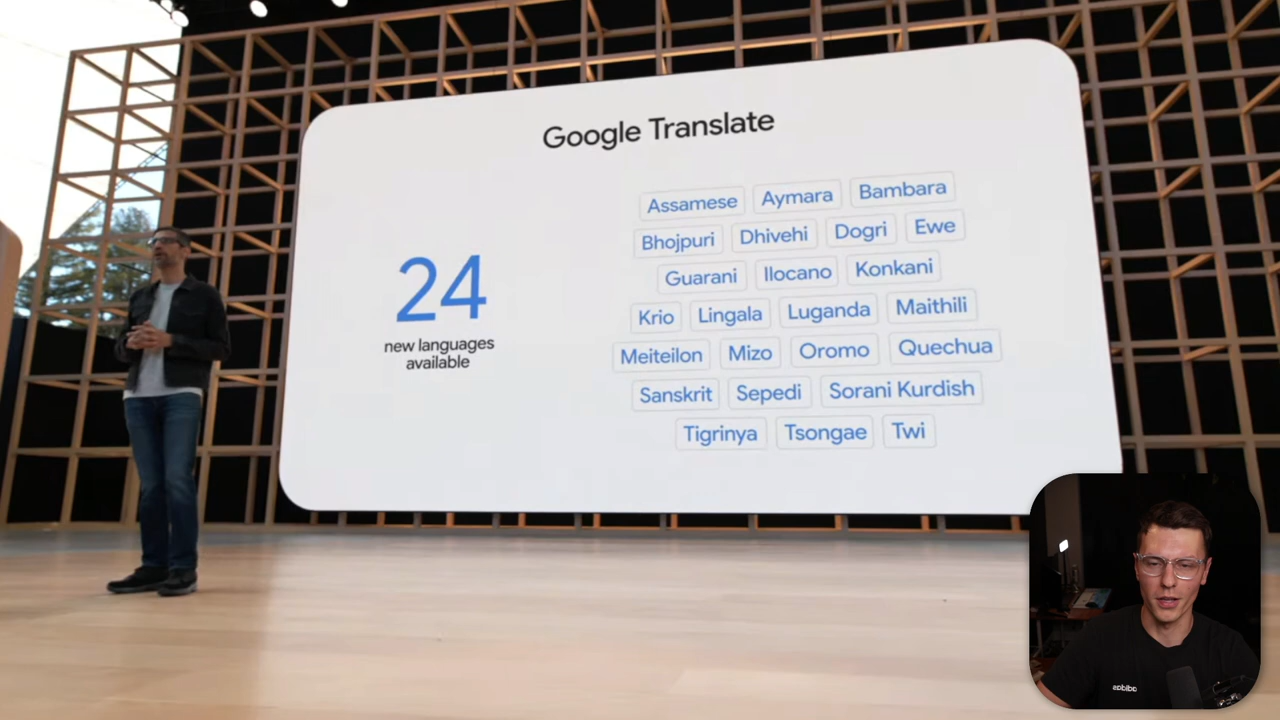 Google Translate
24
new languages
available
Assamese Aymara Bambara
Bhojpuri Dhivehi Dogri Ewe
Guarani Ilocano Konkani
Krio Lingala Luganda Maithili
Meiteilon Mizo Oromo Quechua
Sanskrit Sepedi Sorani Kurdish
Tigrinya Tsongae Twi
adidas